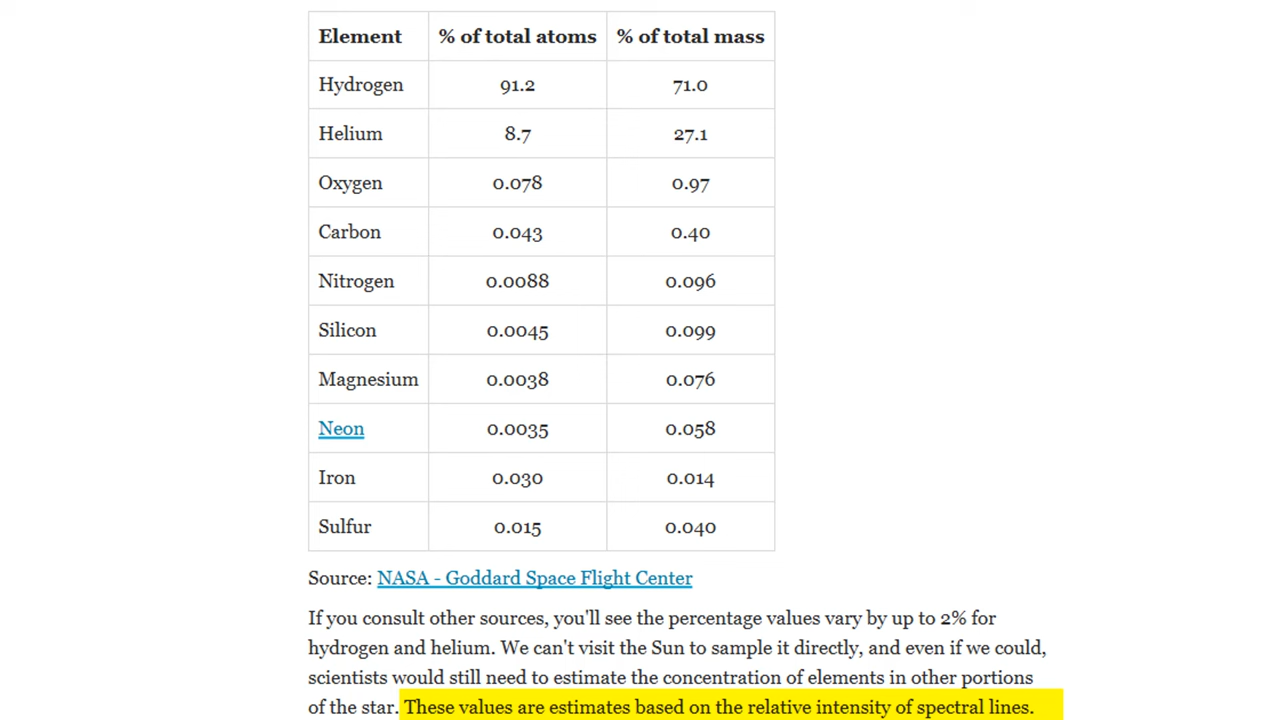 Element % of total atoms % of total mass
Hydrogen 91.2 71.0
Helium 8.7 27.1
Oxygen 0.078 0.97
Carbon 0.043 0.40
Nitrogen 0.0088 0.096
Silicon 0.0045 0.099
Magnesium 0.0038 0.076
Neon 0.0035 0.058
Iron 0.030 0.014
Sulfur 0.015 0.040
Source: NASA - Goddard Space Flight Center
If you consult other sources, you'll see the percentage values vary by up to 2% for
hydrogen and helium. We can't visit the Sun to sample it directly, and even if we could,
scientists would still need to estimate the concentration of elements in other portions
of the star. These values are estimates based on the relative intensity of spectral lines.